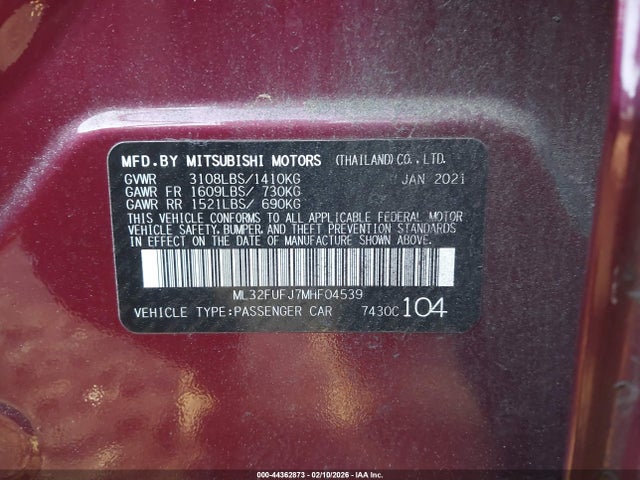 MFD.BY MITSUBISHI MOTORS (THAILAND) CO.,LTD.
GVWR 3108LBS/1410KG JAN 2021
GAWR FR 1609LBS/ 730KG
GAWR RR 1521LBS/ 690KG
THIS VEHICLE CONFORMS TO ALL APPLICABLE FEDERAL MOTOR
VEHICLE SAFETY, BUMPER, AND THEFT PREVENTION STANDARDS
IN EFFECT ON THE DATE OF MANUFACTURE SHOWN ABOVE.
ML32FUFJ7MHF04539
VEHICLE TYPE:PASSENGER CAR 7430C 104
000-44362873 - 02/10/2026 - IAA Inc.